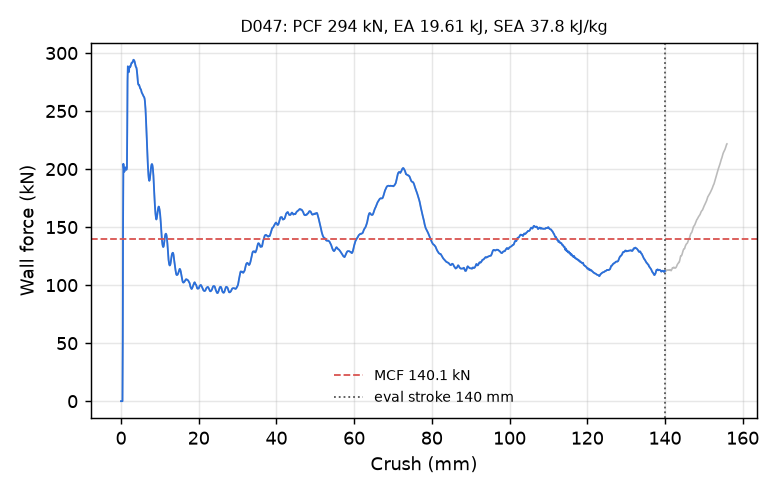 D047: PCF 294 kN, EA 19.61 kJ, SEA 37.8 kJ/kg
Wall force (kN)
300
250
200
150
100
50
0
MCF 140.1 kN
eval stroke 140 mm
0 20 40 60 80 100 120 140 160
Crush (mm)